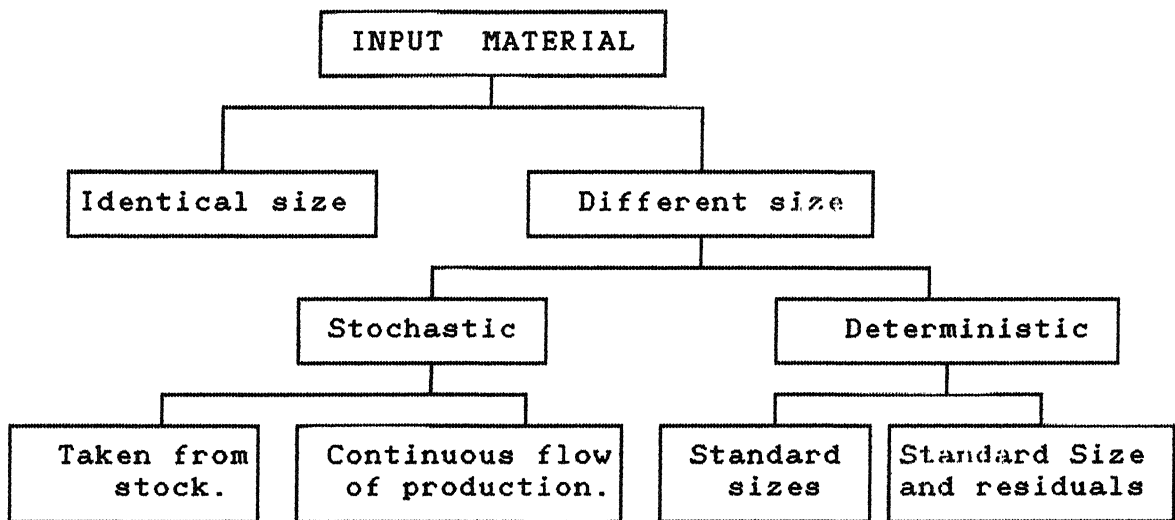 INPUT MATERIAL
Identical size
Different size
Stochastic
Deterministic
Taken from
stock.
Continuous flow
of production.
Standard
sizes
Standard Size
and residuals